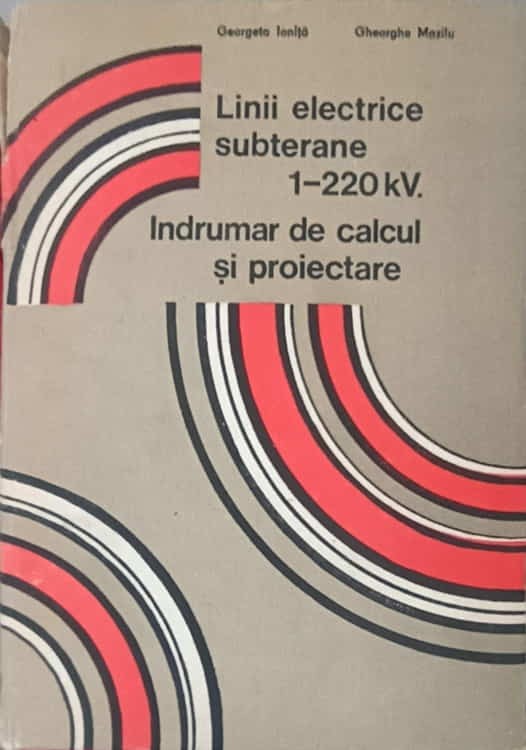 Georgeta Ioniță Gheorghe Mazilu
Linii electrice
subterane
1-220 kV.
Indrumar de calcul
și proiectare